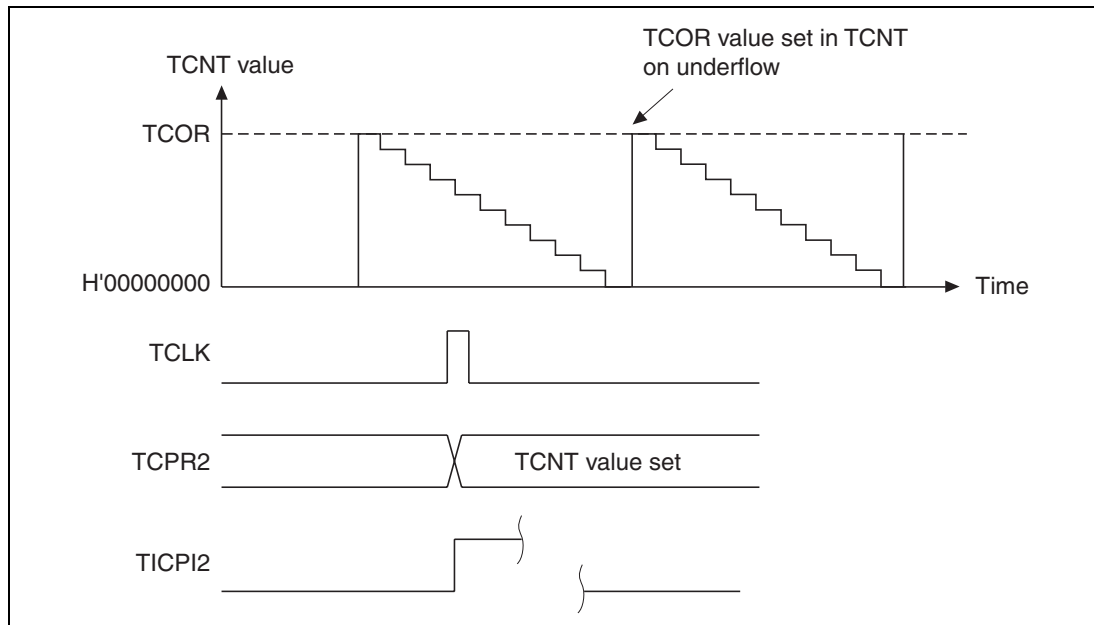 TCOR value set in TCNT
on underflow
TCNT value
TCOR
H'00000000
Time
TCLK
TCPR2
TCNT value set
TICPI2